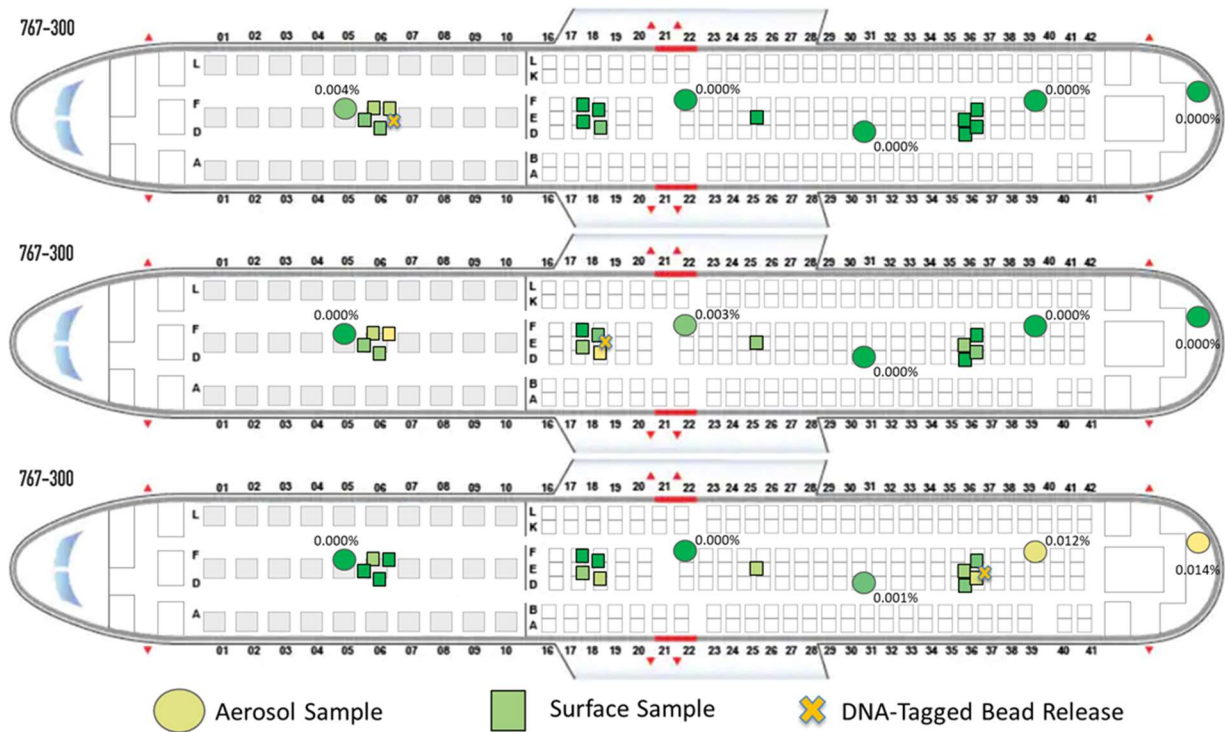 767-300
01 02 03 04 05 06 07 08 09 10 16 17 18 19 20 21 22 23 24 25 26 27 28 29 30 31 32 33 34 35 36 37 38 39 40 41 42
L
L
K
0.004%
0.000%
0.000%
F
F
E
D
D
0.000%
0.000%
A
B
A
01 02 03 04 05 06 07 08 09 10 16 17 18 19 20 21 22 23 24 25 26 27 28 29 30 31 32 33 34 35 36 37 38 39 40 42 41
767-300
01 02 03 04 05 06 07 08 09 10 16 17 18 19 20 21 22 23 24 25 26 27 28 29 30 31 32 33 34 35 36 37 38 39 40 41 42
L
L
K
0.000%
0.003%
0.000%
F
F
E
D
D
0.000%
0.000%
A
B
A
01 02 03 04 05 06 07 08 09 10 16 17 18 19 20 21 22 23 24 25 26 27 28 29 30 31 32 33 34 35 36 37 38 39 40 42 41
767-300
01 02 03 04 05 06 07 08 09 10 16 17 18 19 20 21 22 23 24 25 26 27 28 29 30 31 32 33 34 35 36 37 38 39 40 41 42
L
L
K
0.000%
0.000%
0.012%
F
F
E
D
D
0.014%
0.001%
A
B
A
01 02 03 04 05 06 07 08 09 10 16 17 18 19 20 21 22 23 24 25 26 27 28 29 30 31 32 33 34 35 36 37 38 39 40 42 41
Aerosol Sample
Surface Sample
DNA-Tagged Bead Release